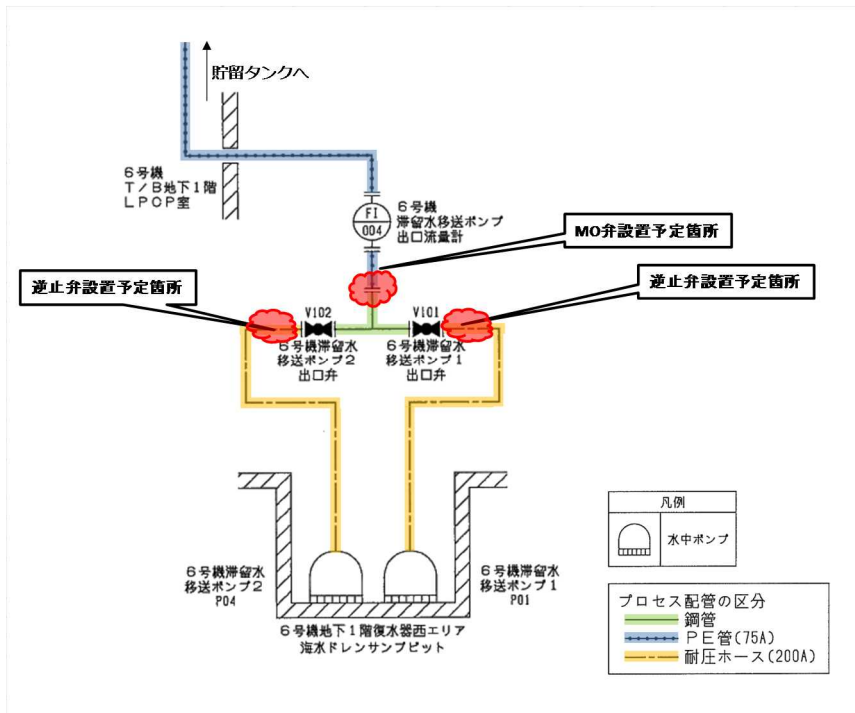 貯留タンクへ
6号機
T/B地下1階
LPCP室
FI
004
6号機
滞留水移送ポンプ
出口流量計
MO弁設置予定箇所
逆止弁設置予定箇所
逆止弁設置予定箇所
V102
V101
6号機滞留水
移送ポンプ2
出口弁
6号機滞留水
移送ポンプ1
出口弁
6号機滞留水
移送ポンプ2
P04
6号機滞留水
移送ポンプ1
P01
6号機地下1階復水器西エリア
海水ドレンサンプピット
凡例
水中ポンプ
プロセス配管の区分
鋼管
PE管(75A)
耐圧ホース(200A)